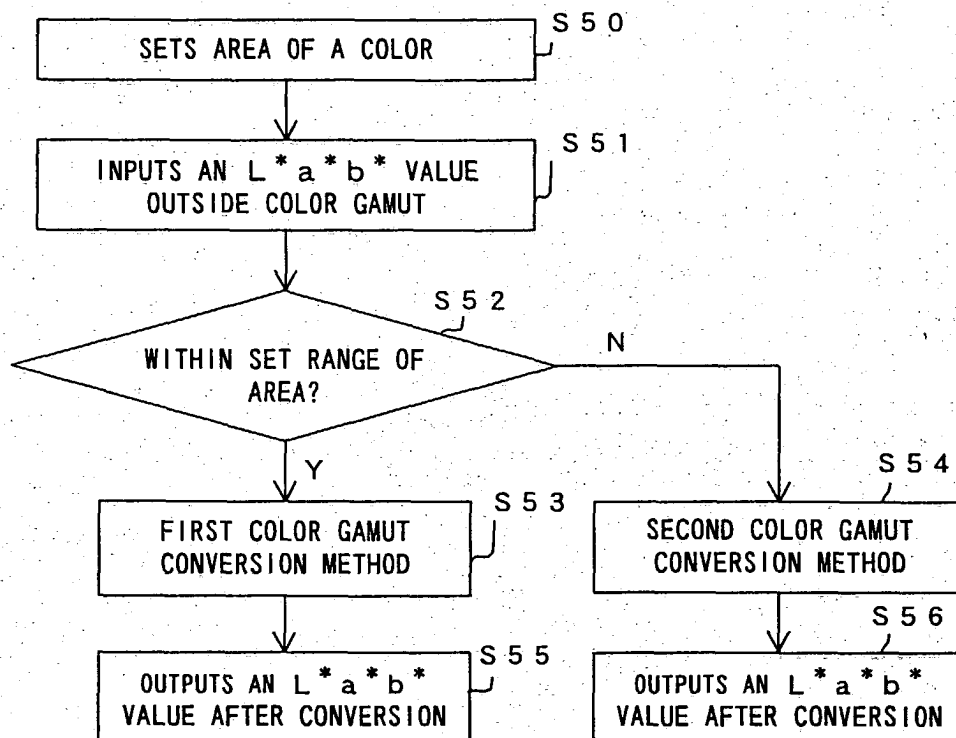 S50
SETS AREA OF A COLOR
S51
INPUTS AN L*a*b* VALUE
OUTSIDE COLOR GAMUT
S52
WITHIN SET RANGE OF
AREA?
N
Y
S53
FIRST COLOR GAMUT
CONVERSION METHOD
S54
SECOND COLOR GAMUT
CONVERSION METHOD
S55
OUTPUTS AN L*a*b*
VALUE AFTER CONVERSION
S56
OUTPUTS AN L*a*b*
VALUE AFTER CONVERSION